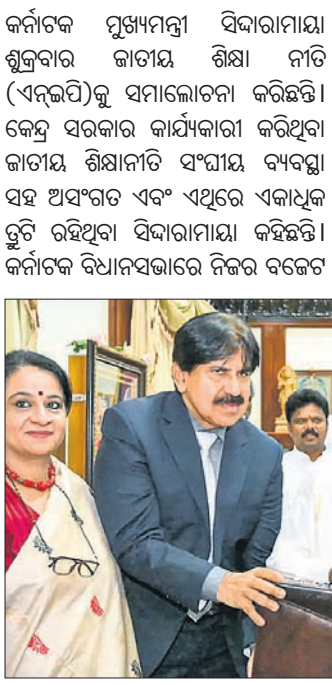 କର୍ନାଟକ ମୁଖ୍ୟମନ୍ତ୍ରୀ ସିଦ୍ଦାରାମାୟା
ଶୁକ୍ରବାର ଜାତୀୟ ଶିକ୍ଷା ନୀତି
(ଏନ୍‌ଇପି)କୁ ସମାଲୋଚନା କରିଛନ୍ତି।
କେନ୍ଦ୍ର ସରକାର କାର୍ଯ୍ୟକାରୀ କରିଥିବା
ଜାତୀୟ ଶିକ୍ଷାନୀତି ସଂଘୀୟ ବ୍ୟବସ୍ଥା
ସହ ଅସଂଗତ ଏବଂ ଏଥିରେ ଏକାଧିକ
ତ୍ରୁଟି ରହିଥିବା ସିଦ୍ଦାରାମାୟା କହିଛନ୍ତି।
କର୍ନାଟକ ବିଧାନସଭାରେ ନିଜର ବଜେଟ